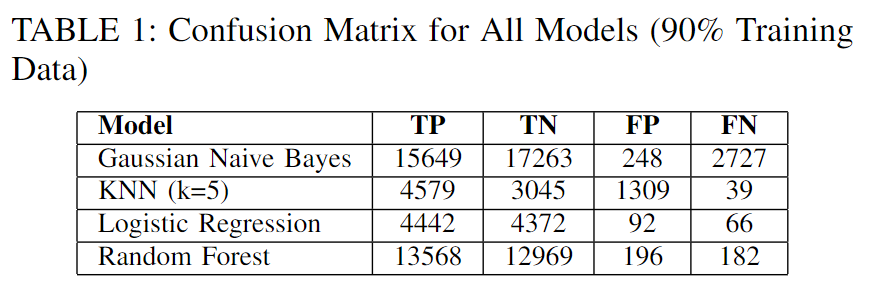 TABLE 1: Confusion Matrix for All Models (90% Training
Data)
Model TP TN FP FN
Gaussian Naive Bayes 15649 17263 248 2727
KNN (k=5) 4579 3045 1309 39
Logistic Regression 4442 4372 92 66
Random Forest 13568 12969 196 182